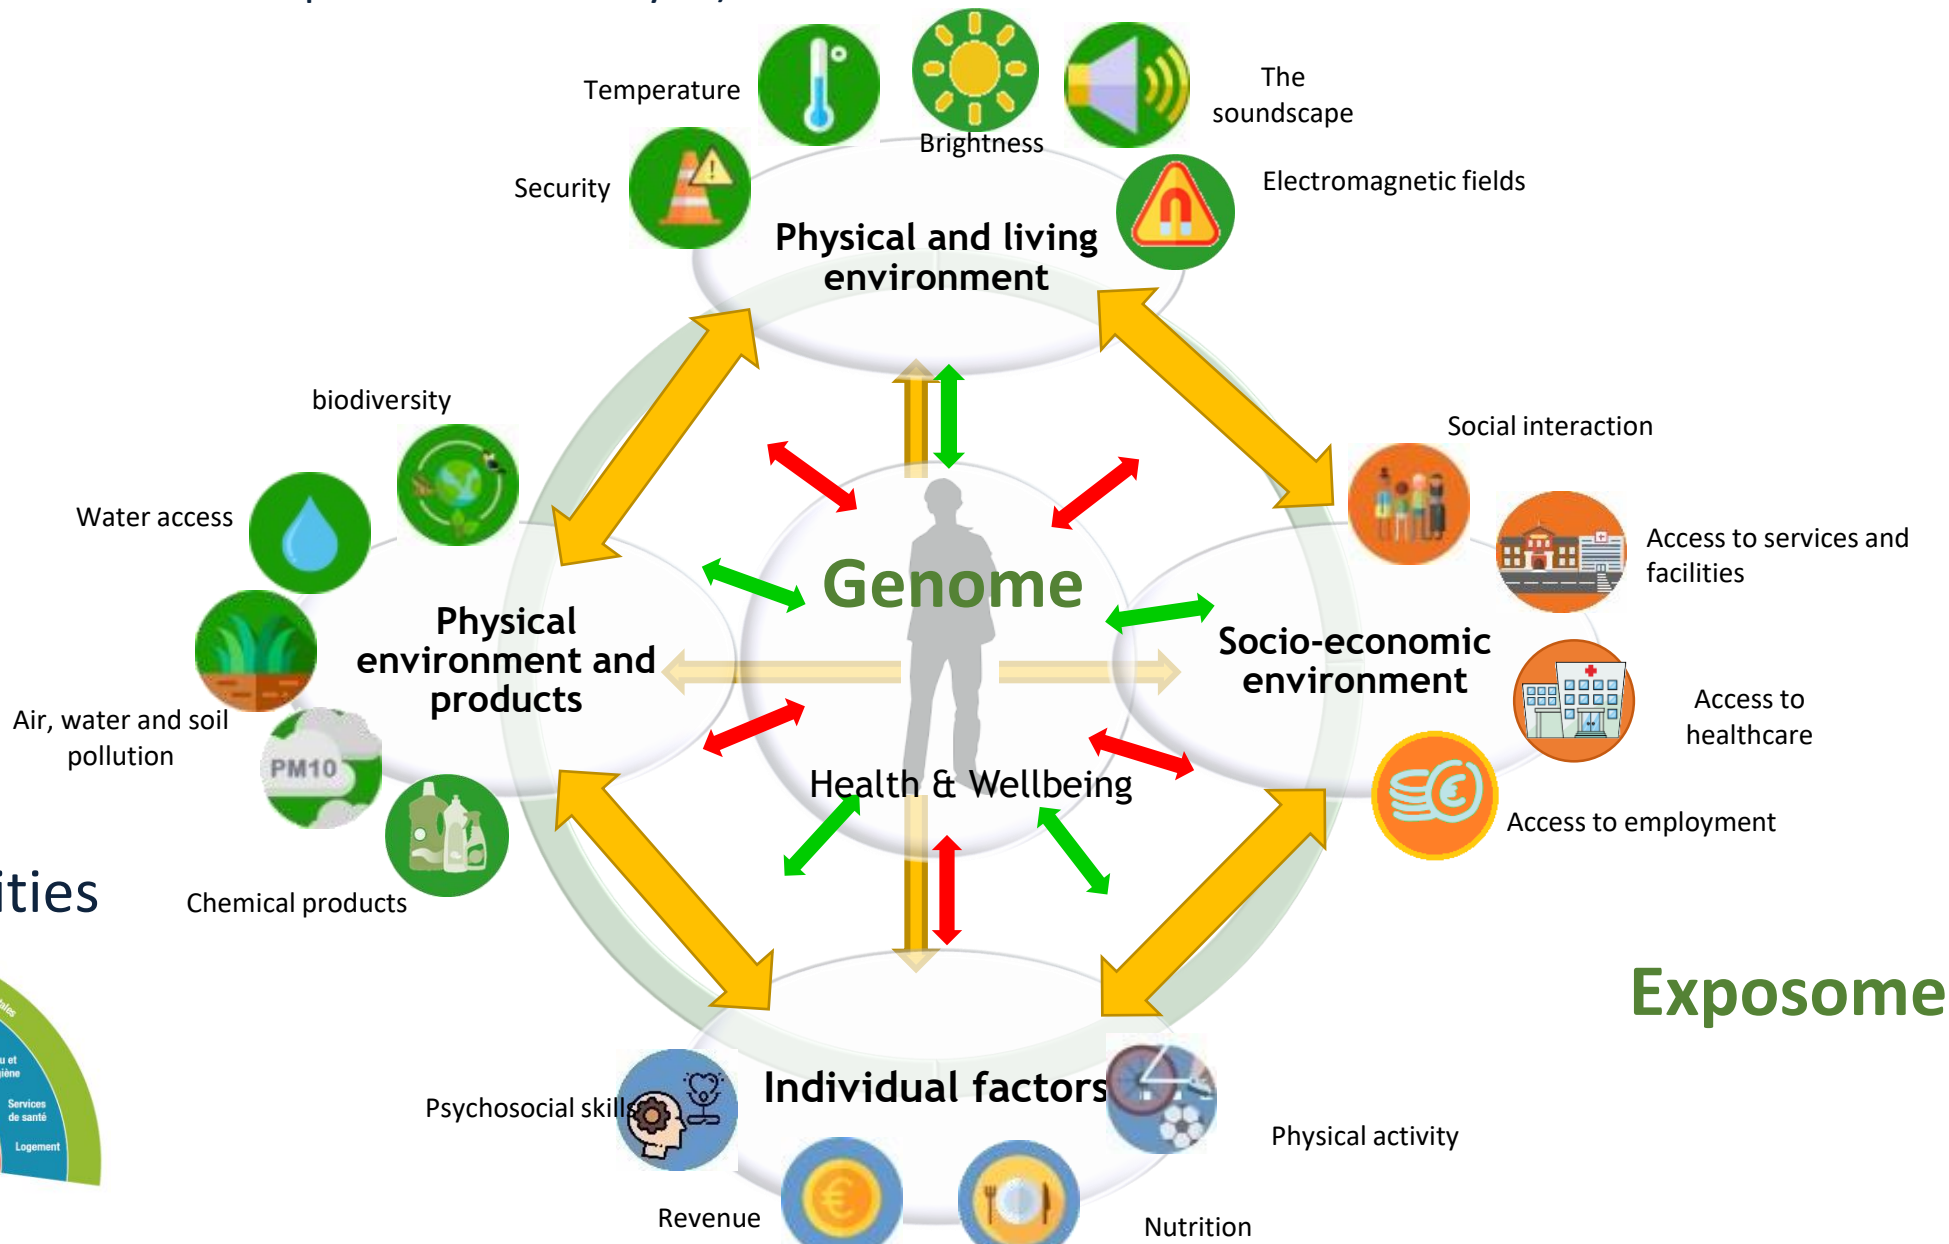 Temperature
The
soundscape
Brightness
Security
Electromagnetic fields
Physical and living
environment
biodiversity
Social interaction
Water access
Access to services and
facilities
Genome
Physical
environment and
products
Socio-economic
environment
Air, water and soil
pollution
PM10
Access to
healthcare
Health & Wellbeing
Access to employment
ities
Chemical products
Exposome
Services
de santé
Logement
Individual factors
Psychosocial skills
Physical activity
Revenue
Nutrition